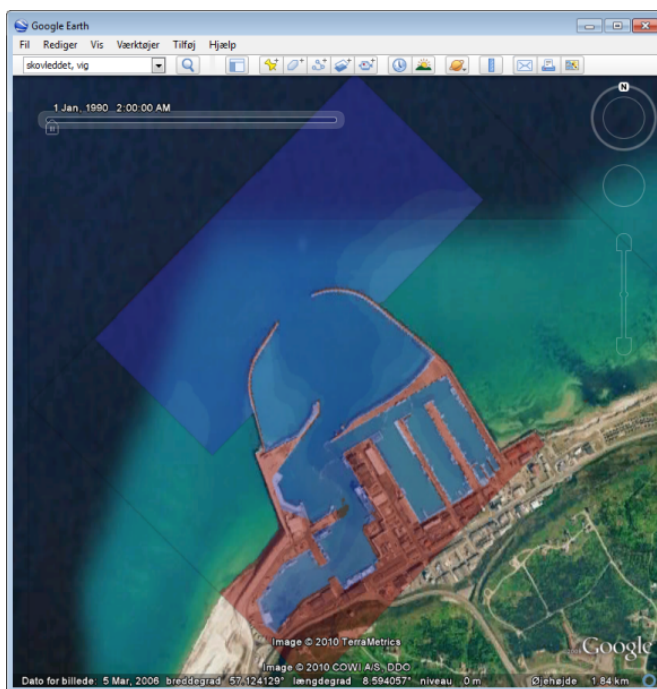 Google Earth
Fil Rediger Vis Værktøjer Tilføj Hjælp
skovleddet, vig
1 Jan, 1990 2:00:00 AM
N
Image © 2010 TerraMetrics
Google
Image © 2010 COWI A/S, DDO
Dato for billede: 5 Mar, 2006 breddegrad 57.124129° længdegrad 8.594057° niveau 0 m Øjehøjde 1.84 km